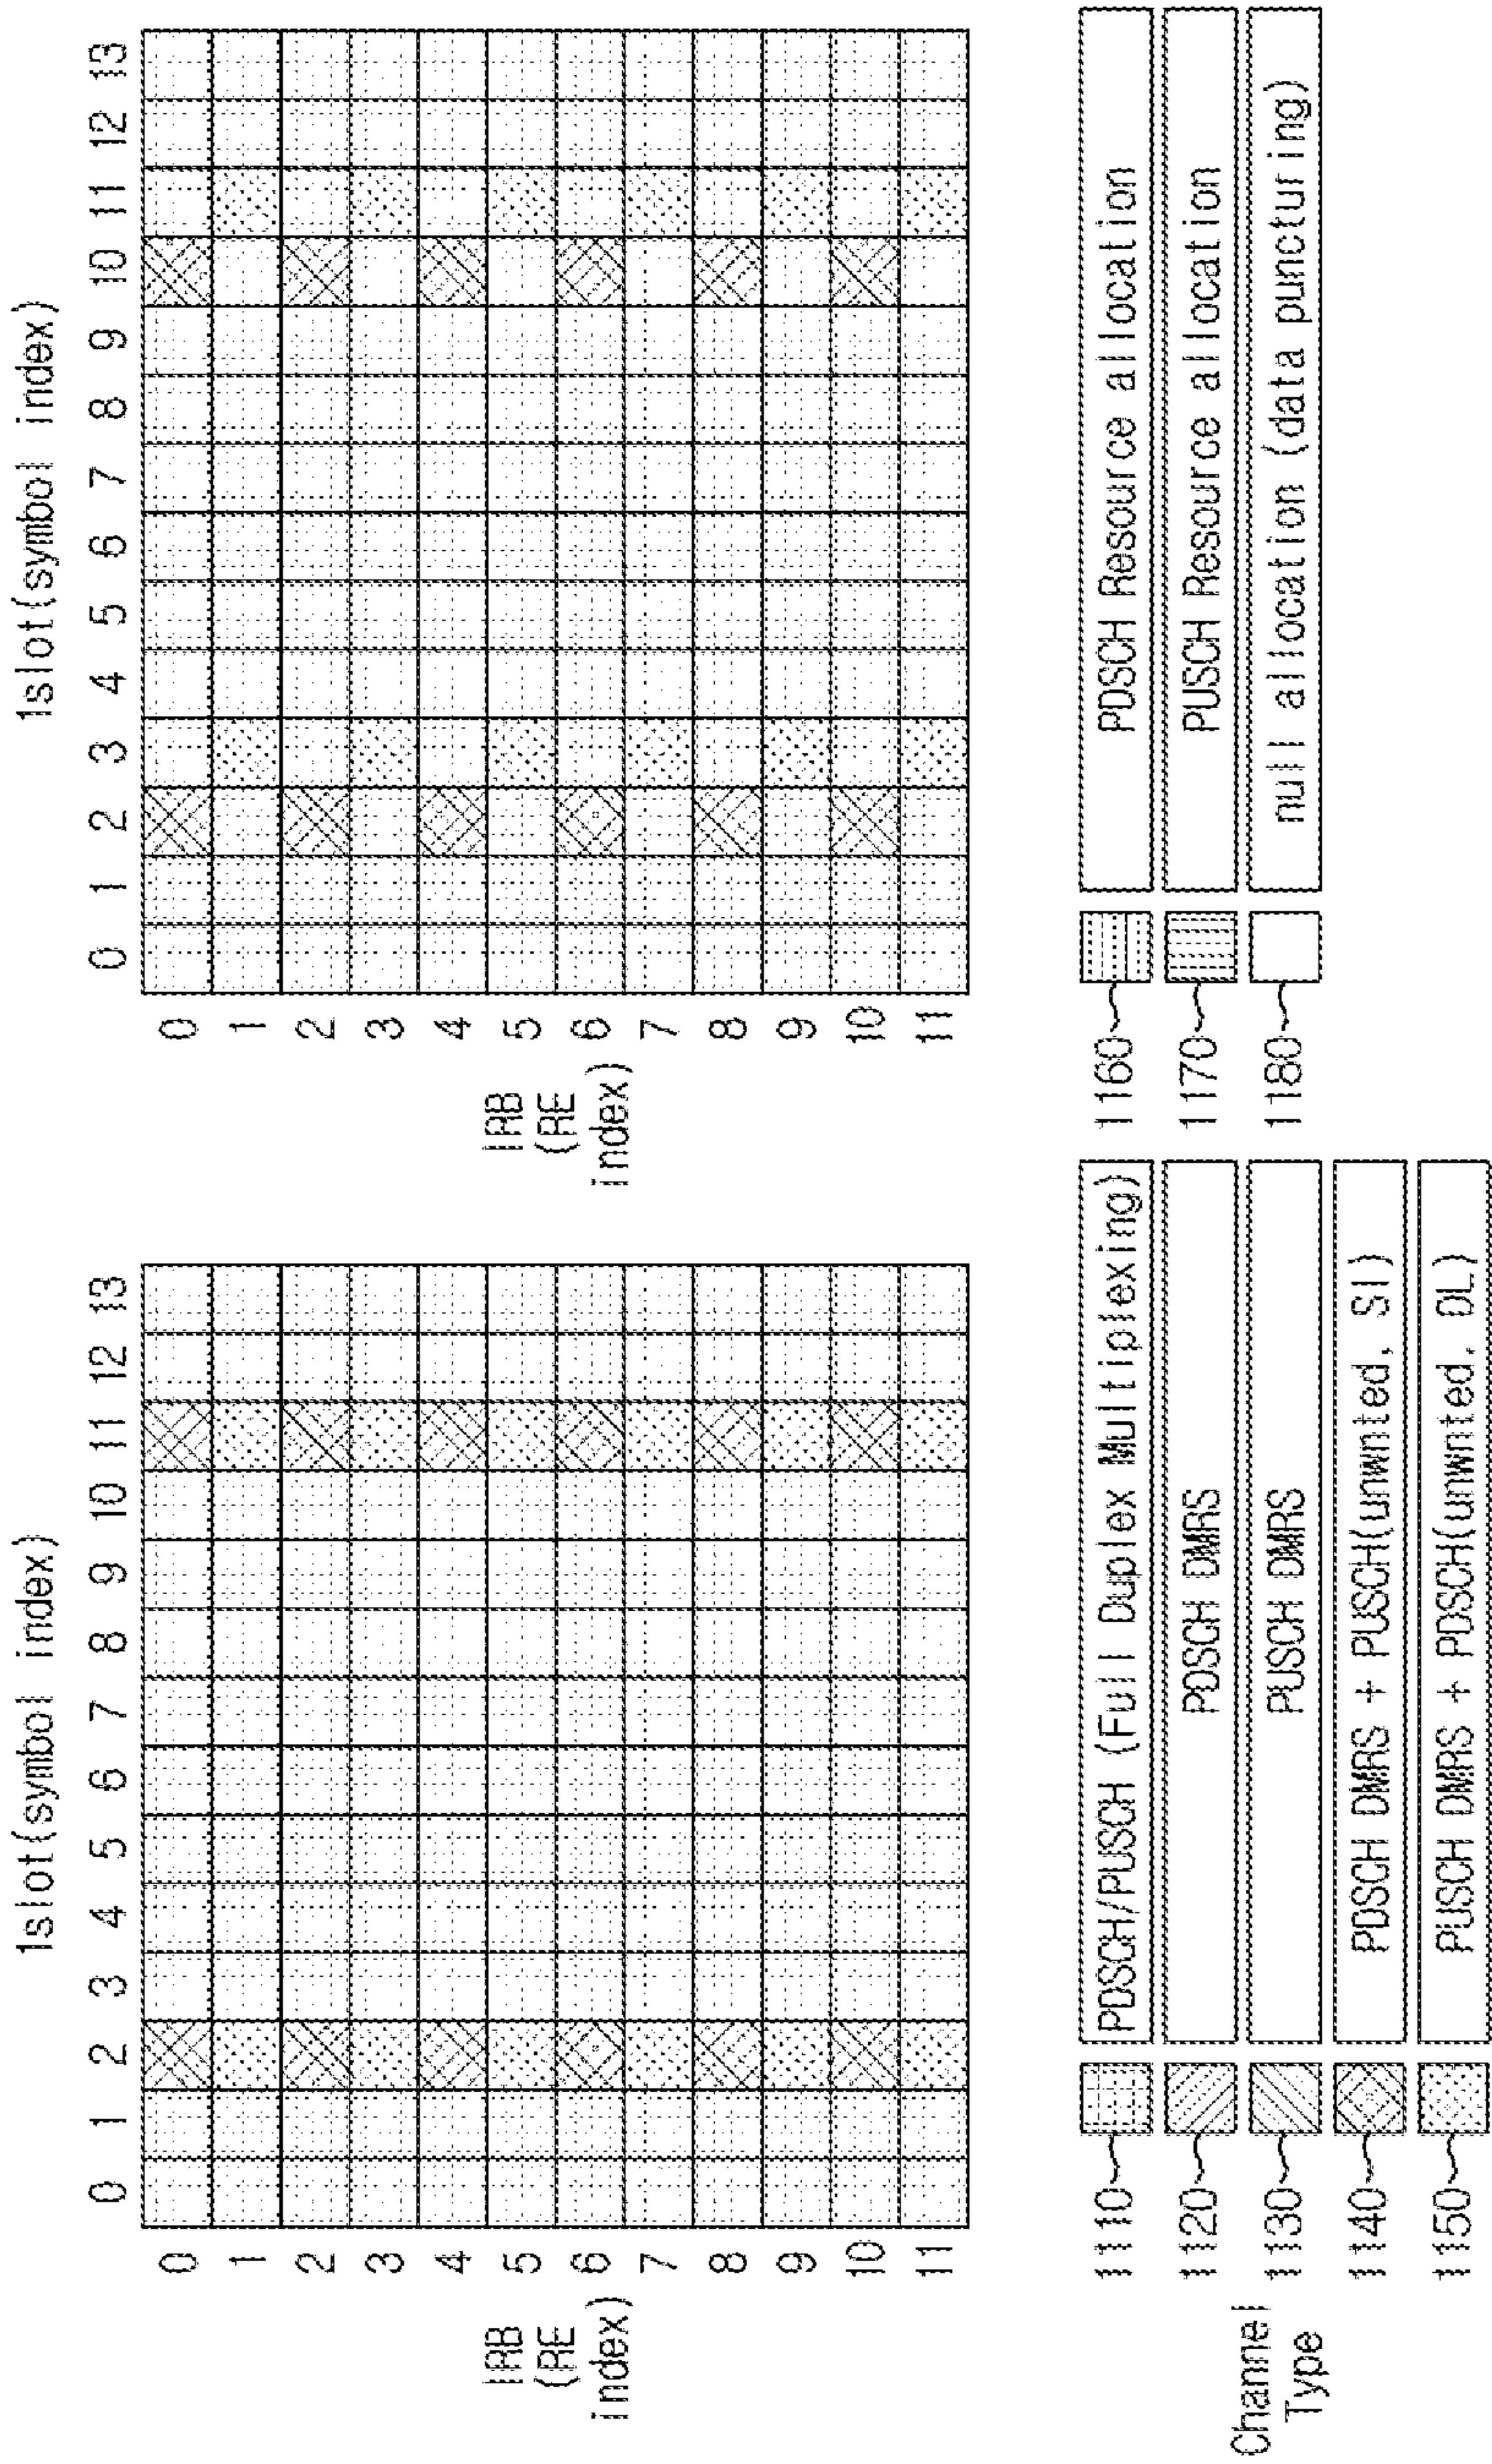 1slot(symbol index)
0 1 2 3 4 5 6 7 8 9 10 11 12 13
1RB
(RE
index)
0
1
2
3
4
5
6
7
8
9
10
11
1slot(symbol index)
0 1 2 3 4 5 6 7 8 9 10 11 12 13
1RB
(RE
index)
0
1
2
3
4
5
6
7
8
9
10
11
Channel
Type
1110 PDSCH/PUSCH (Full Duplex Multiplexing)
1120 PDSCH DMRS
1130 PUSCH DMRS
1140 PDSCH DMRS + PUSCH(unwnted, SI)
1150 PUSCH DMRS + PDSCH(unwnted. DL)
1160 PDSCH Resource allocation
1170 PUSCH Resource allocation
1180 null allocation (data puncturing)